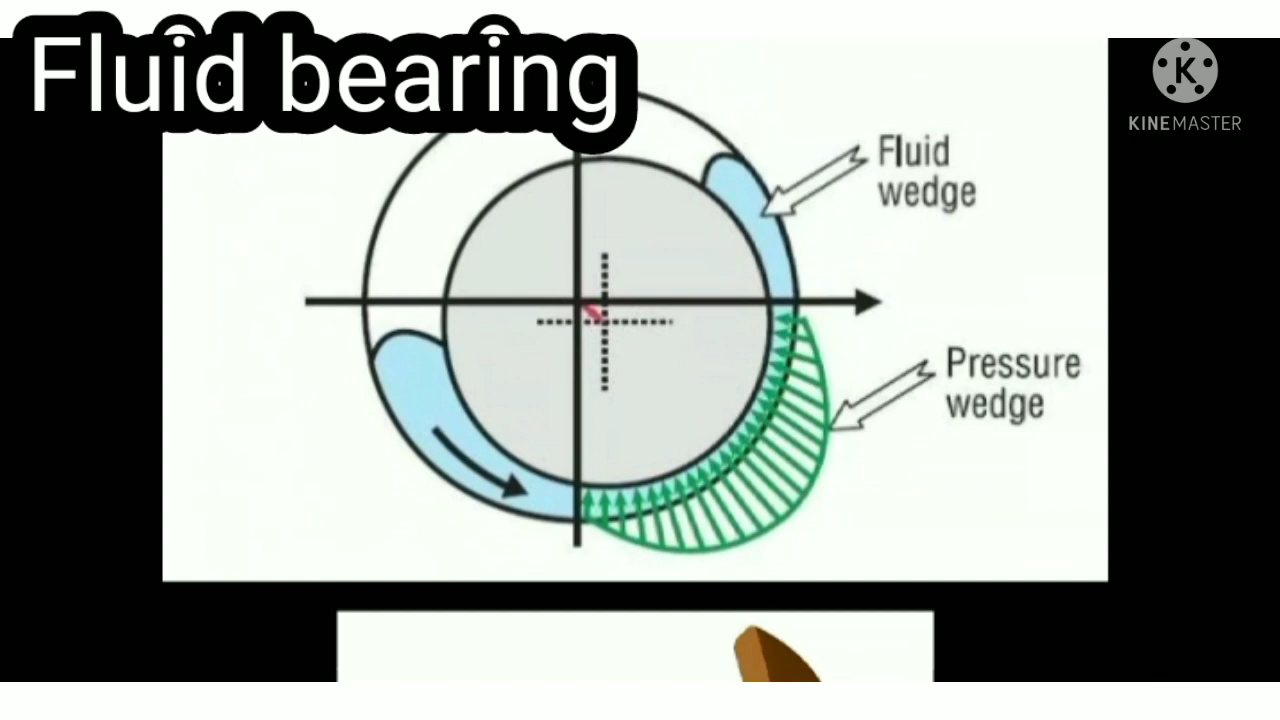 Fluid bearing
K
KINEMASTER
Fluid
wedge
Pressure
wedge